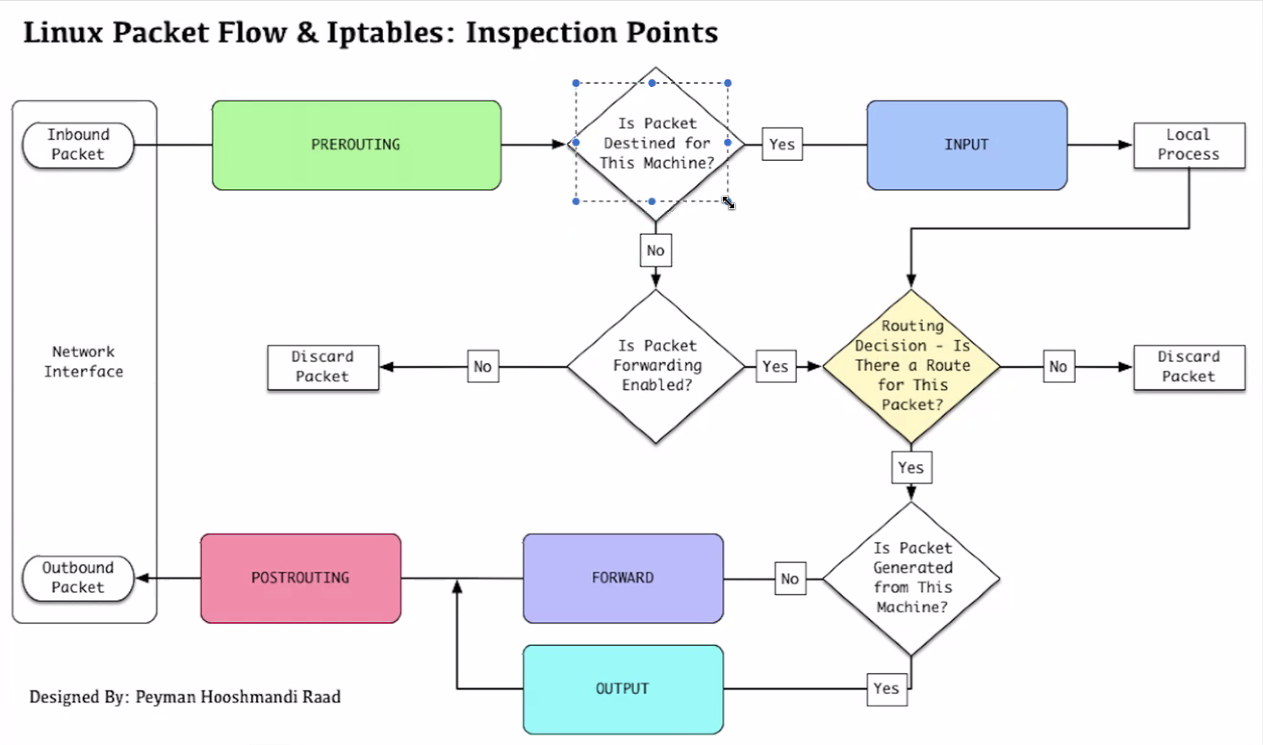 Linux Packet Flow & Iptables: Inspection Points
Inbound
Packet
PREROUTING
Is Packet
Destined for
This Machine?
Yes
INPUT
Local
Process
No
Network
Interface
Discard
Packet
No
Is Packet
Forwarding
Enabled?
Yes
Routing
Decision - Is
There a Route
for This
Packet?
No
Discard
Packet
Yes
Outbound
Packet
POSTROUTING
FORWARD
No
Is Packet
Generated
from This
Machine?
OUTPUT
Yes
Designed By: Peyman Hooshmandi Raad